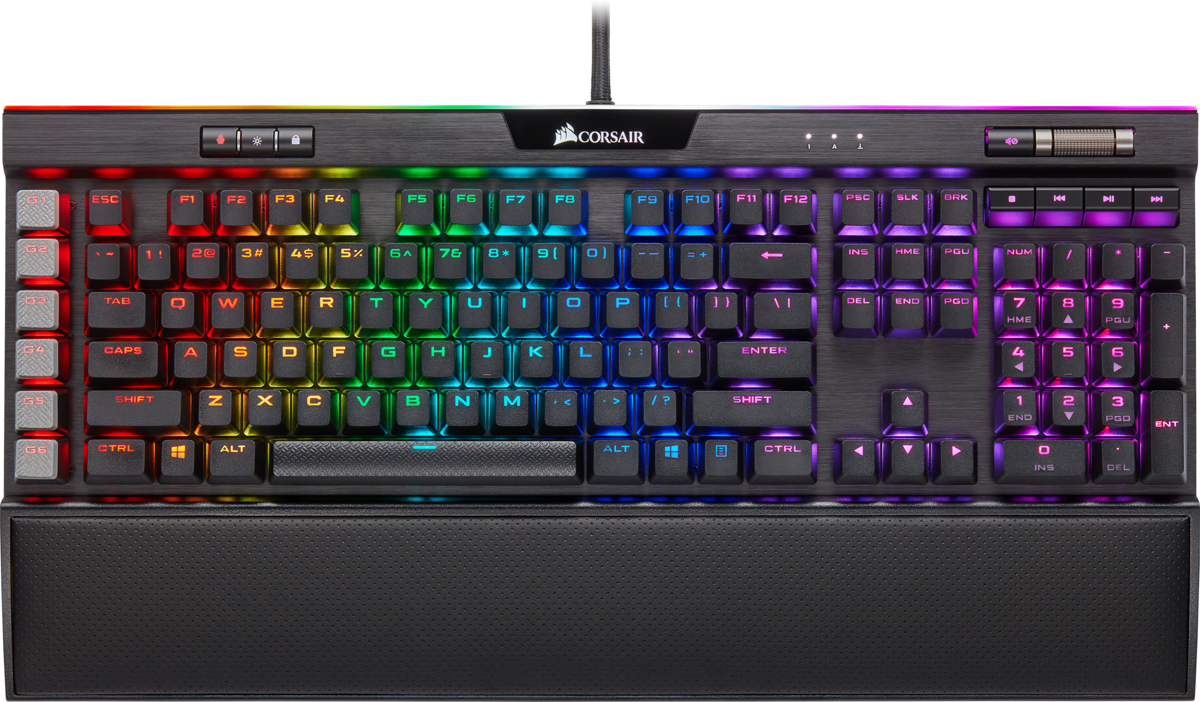 CORSAIR
1 A
G1 ESC F1 F2 F3 F4 F5 F6 F7 F8 F9 F10 F11 F12 PSC SLK BRK
G2 ` ~ 1 ! 2 @ 3 # 4 $ 5 % 6 ^ 7 & 8 * 9 ( 0 ) - _ = + INS HME PGU NUM / * -
G3 TAB Q W E R T Y U I O P [ { ] } \ | DEL END PGD 7 HME 8 9 PGU +
G4 CAPS A S D F G H J K L ; : ' " ENTER 4 5 6
G5 SHIFT Z X C V B N M , < . > / ? SHIFT 1 END 2 3 PGD ENT
G6 CTRL ALT ALT CTRL 0 INS . DEL